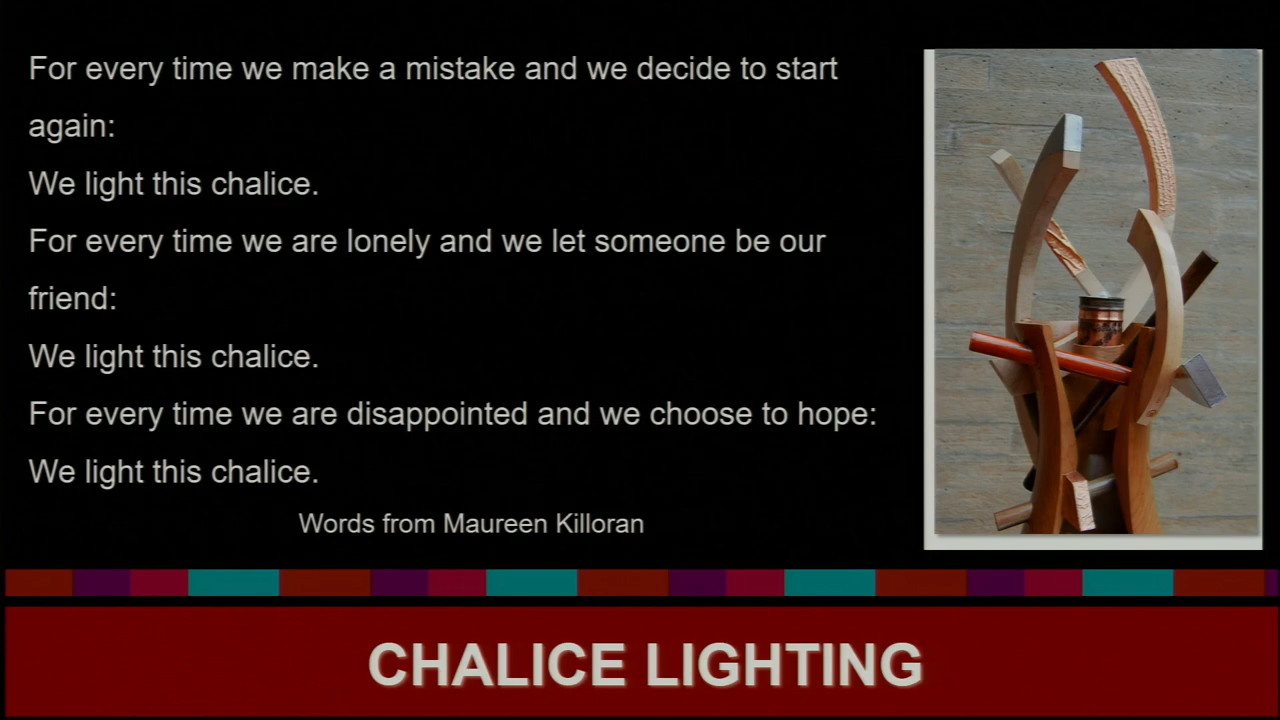 For every time we make a mistake and we decide to start
again:
We light this chalice.
For every time we are lonely and we let someone be our
friend:
We light this chalice.
For every time we are disappointed and we choose to hope:
We light this chalice.
Words from Maureen Killoran
CHALICE LIGHTING